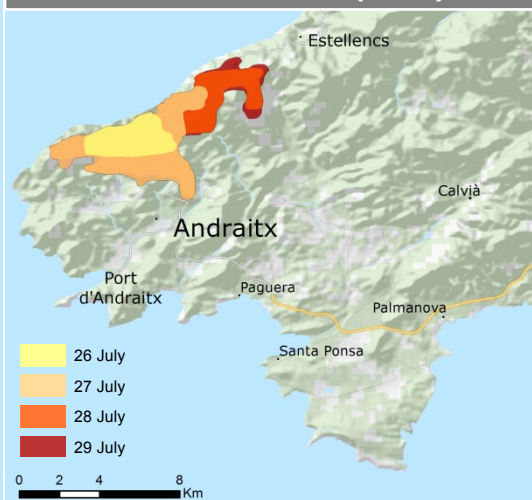 Estellencs
Calvià
Andraitx
Port
d'Andraitx
Paguera
Palmanova
Santa Ponsa
26 July
27 July
28 July
29 July
0 2 4 8
Km